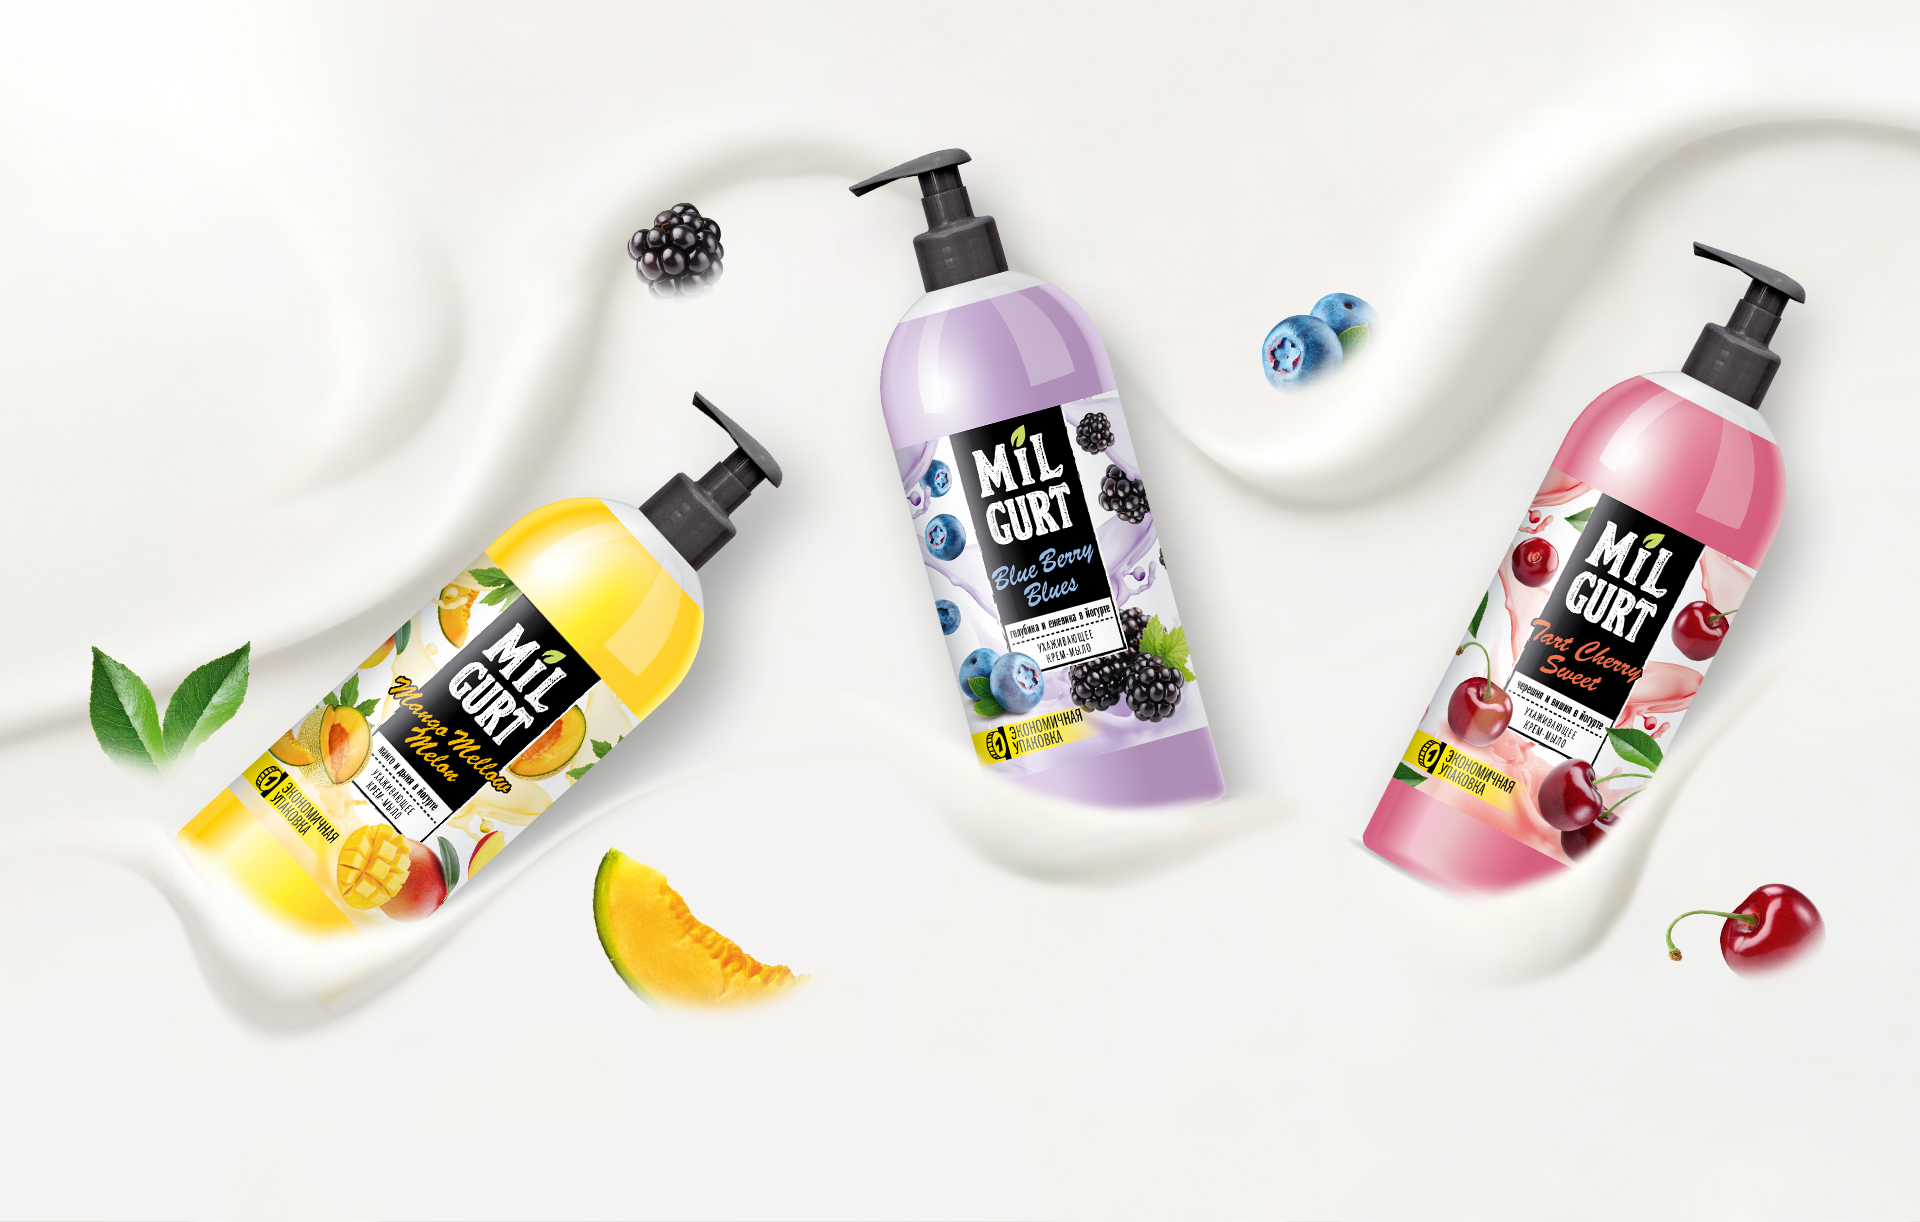 MiL
GURT
Mango Mellow
Melon
манго и дыня в йогурте
УХАЖИВАЮЩЕЕ
КРЕМ-МЫЛО
ЭКОНОМИЧНАЯ
УПАКОВКА
MiL
GURT
Blue Berry
Blues
голубика и ежевика в йогурте
УХАЖИВАЮЩЕЕ
КРЕМ-МЫЛО
ЭКОНОМИЧНАЯ
УПАКОВКА
MiL
GURT
Tart Cherry
Sweet
черешня и вишня в йогурте
УХАЖИВАЮЩЕЕ
КРЕМ-МЫЛО
ЭКОНОМИЧНАЯ
УПАКОВКА